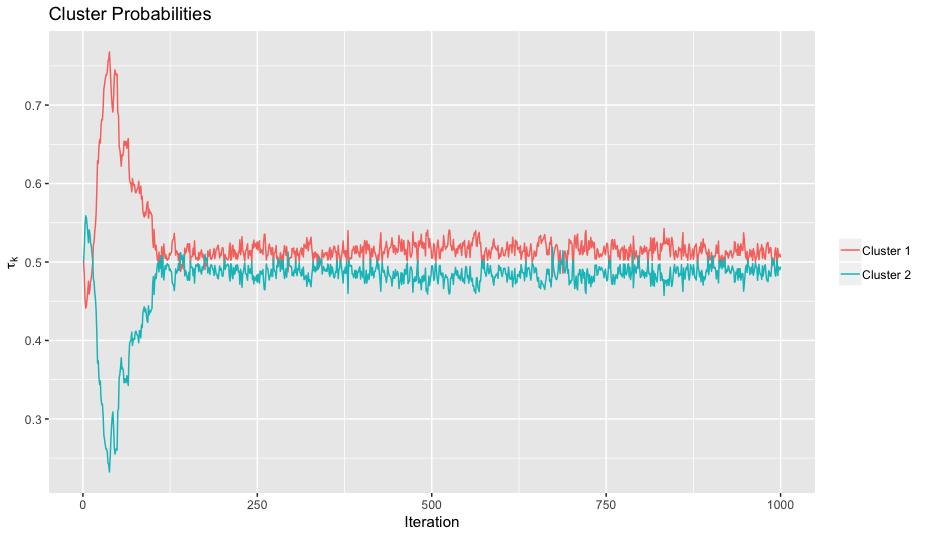 Cluster Probabilities
0.7
0.6
0.5
0.4
0.3
τk
0
250
500
750
1000
Iteration
Cluster 1
Cluster 2